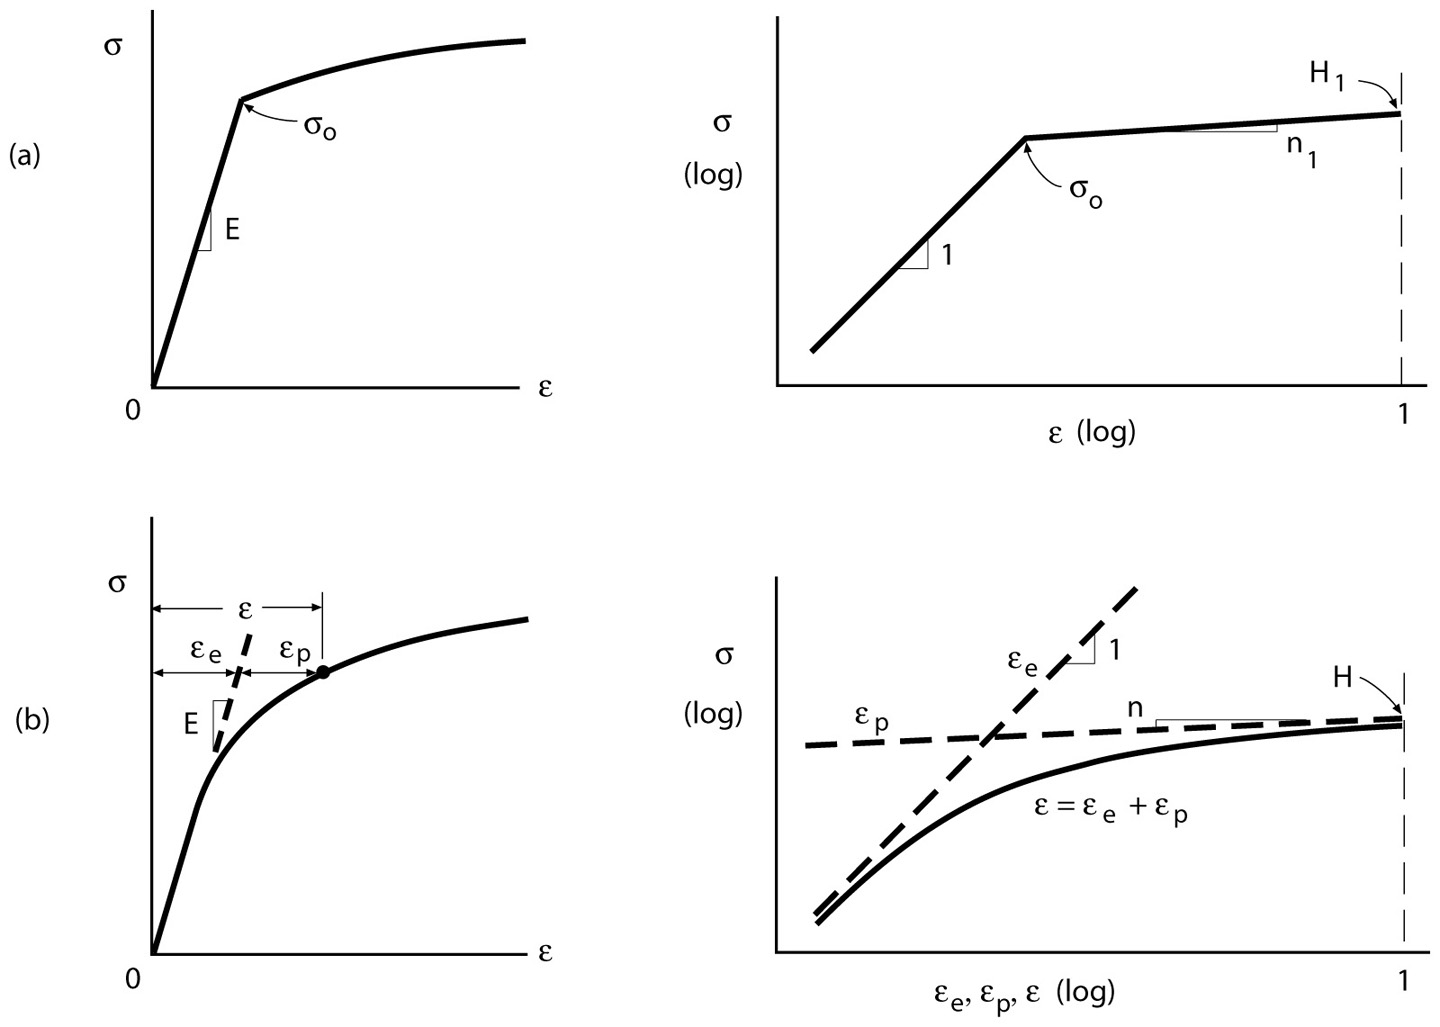 (a)
σ
σo
E
0
ε
σ
(log)
H1
n1
σo
1
1
ε (log)
(b)
σ
ε
εe
εp
E
0
ε
σ
(log)
εe
1
H
εp
n
ε = εe + εp
1
εe, εp, ε (log)